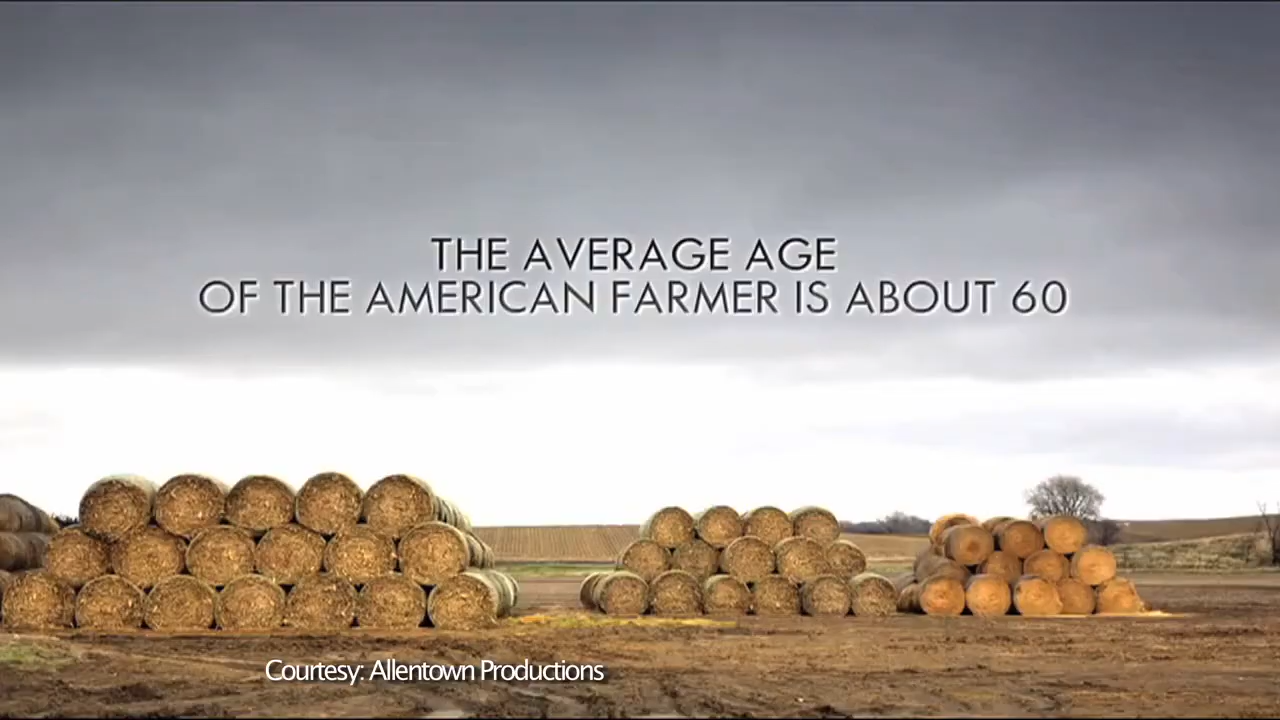 THE AVERAGE AGE
OF THE AMERICAN FARMER IS ABOUT 60
Courtesy: Allentown Productions